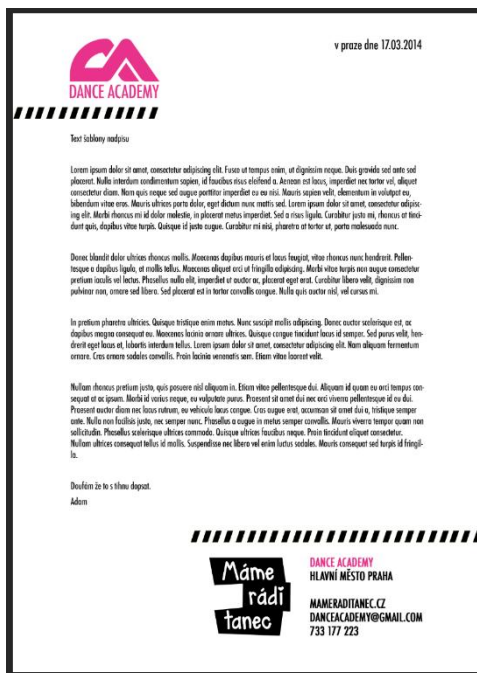 v praze dne 17.03.2014
DANCE ACADEMY
Text šablony nadpisu
Lorem ipsum dolor sit amet, consectetur adipiscing elit. Fusce ut tempus enim, ut dignissim neque. Duis gravida sed ante sed
placerat. Nulla interdum condimentum sapien, id faucibus risus eleifend a. Aenean est lacus, imperdiet nec tortor vel, aliquet
consectetur diam. Nam quis neque sed augue porttitor imperdiet eu eu nisi. Mauris sapien velit, elementum in volutpat eu,
bibendum vitae eros. Mauris ultrices porta dolor, eget dictum nunc mattis sed. Lorem ipsum dolor sit amet, consectetur adipisc-
ing elit. Morbi rhoncus mi id dolor molestie, in placerat metus imperdiet. Sed a risus ligula. Curabitur justo mi, rhoncus at tinci-
dunt quis, dapibus vitae turpis. Quisque id justo augue. Curabitur mi nisi, pharetra at tortor ut, porta malesuada nunc.
Donec blandit dolor ultrices rhoncus mollis. Maecenas dapibus mauris et lacus feugiat, vitae rhoncus nunc hendrerit. Pellen-
tesque a dapibus ligula, at mollis tellus. Maecenas aliquet orci ut fringilla adipiscing. Morbi vitae turpis non augue consectetur
pretium iaculis vel lectus. Phasellus nulla elit, imperdiet ut auctor ac, placerat eget erat. Curabitur libero velit, dignissim non
pulvinar non, ornare sed libero. Sed placerat est in tortor convallis congue. Nulla quis auctor nisl, vel cursus mi.
In pretium pharetra ultricies. Quisque tristique enim metus. Nunc suscipit mollis adipiscing. Donec auctor scelerisque est, ac
dapibus magna consequat eu. Maecenas lacinia ornare ultrices. Quisque congue tincidunt lacus id semper. Sed purus velit, hen-
drerit eget lacus et, lobortis interdum tellus. Lorem ipsum dolor sit amet, consectetur adipiscing elit. Nam aliquam fermentum
ornare. Cras ornare sodales convallis. Proin lacinia venenatis sem. Etiam vitae laoreet velit.
Nullam rhoncus pretium justo, quis posuere nisl aliquam in. Etiam vitae pellentesque dui. Aliquam id quam eu orci tempus con-
sequat at ac ipsum. Morbi id varius neque, eu vulputate purus. Praesent sit amet dui nec orci viverra pellentesque id eu dui.
Praesent auctor diam nec lacus rutrum, eu vehicula lacus congue. Cras augue erat, accumsan sit amet dui a, tristique semper
ante. Nulla non facilisis justo, nec semper nunc. Phasellus a augue in metus semper convallis. Mauris viverra tempor quam non
sollicitudin. Phasellus scelerisque ultrices commodo. Quisque ultrices faucibus neque. Proin tincidunt aliquet consectetur.
Nullam ultrices consequat tellus id mollis. Suspendisse nec libero vel enim luctus sodales. Mauris consequat sed turpis id fringil-
la.
Doufám že to s tihnu dopsat.
Adam
Máme
rádi
tanec
DANCE ACADEMY
HLAVNÍ MĚSTO PRAHA
MAMERADITANEC.CZ
DANCEACADEMY@GMAIL.COM
733 177 223